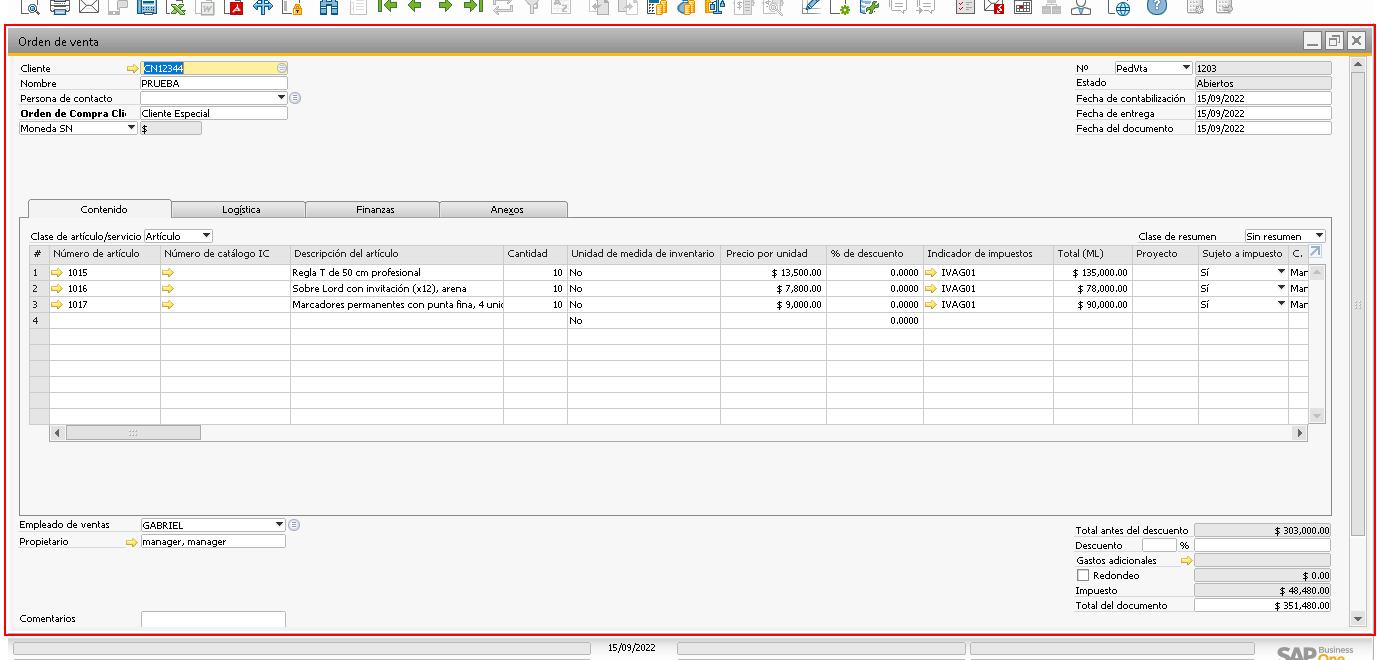 Orden de venta
Cliente CN12344
Nombre PRUEBA
Persona de contacto
Orden de Compra Cli Cliente Especial
Moneda SN $
Nº PedVta 1203
Estado Abiertos
Fecha de contabilización 15/09/2022
Fecha de entrega 15/09/2022
Fecha del documento 15/09/2022
Contenido Logística Finanzas Anexos
Clase de artículo/servicio Artículo Clase de resumen Sin resumen
# Número de artículo Número de catálogo IC Descripción del artículo Cantidad Unidad de medida de inventario Precio por unidad % de descuento Indicador de impuestos Total (ML) Proyecto Sujeto a impuesto C.
1 1015 Regla T de 50 cm profesional 10 No $ 13,500.00 0.0000 IVAG01 $ 135,000.00 Sí Mar
2 1016 Sobre Lord con invitación (x12), arena 10 No $ 7,800.00 0.0000 IVAG01 $ 78,000.00 Sí Mar
3 1017 Marcadores permanentes con punta fina, 4 unid 10 No $ 9,000.00 0.0000 IVAG01 $ 90,000.00 Sí Mar
4 No 0.0000
Empleado de ventas GABRIEL
Propietario manager, manager
Total antes del descuento $ 303,000.00
Descuento %
Gastos adicionales
Redondeo $ 0.00
Impuesto $ 48,480.00
Total del documento $ 351,480.00
Comentarios
15/09/2022
SAP Business One